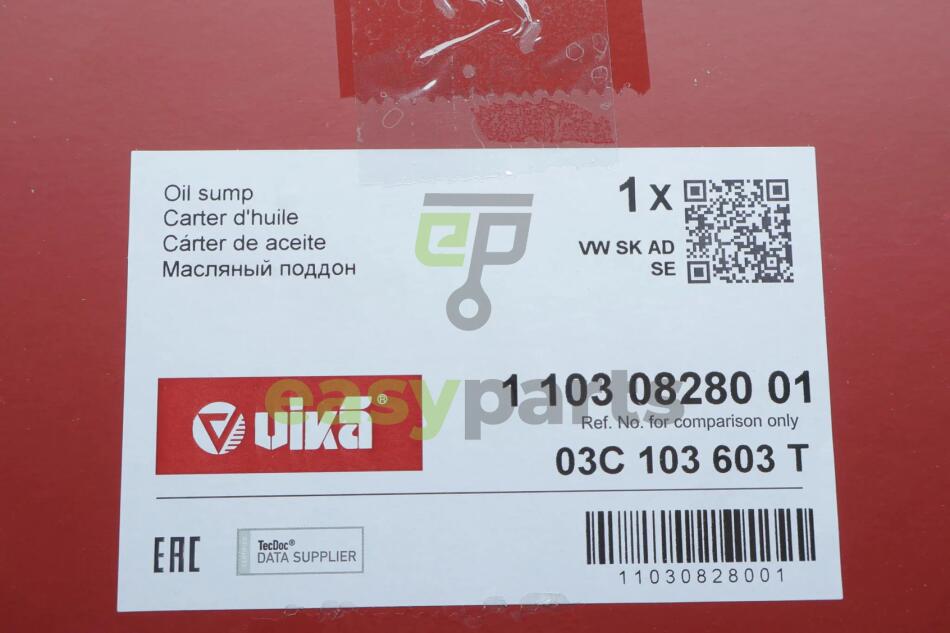 Oil sump
Carter d'huile
Cárter de aceite
Масляный поддон
1 x
VW SK AD
SE
ep
easyparts
vika®
1 103 08280 01
Ref. No. for comparison only
03C 103 603 T
EAC
TecDoc®
DATA SUPPLIER
11030828001